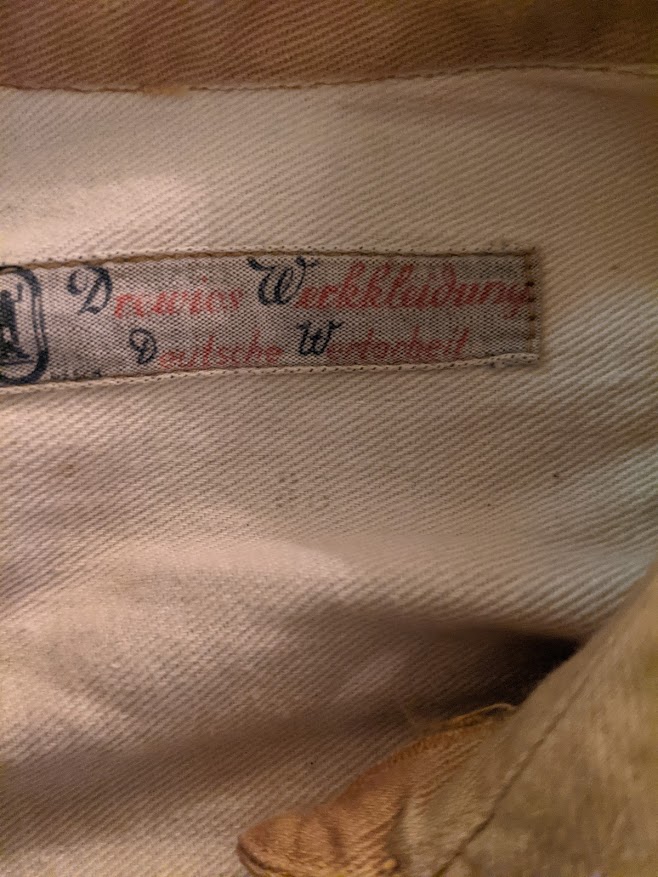 Werkkleidung
Deutsche Wertarbeit